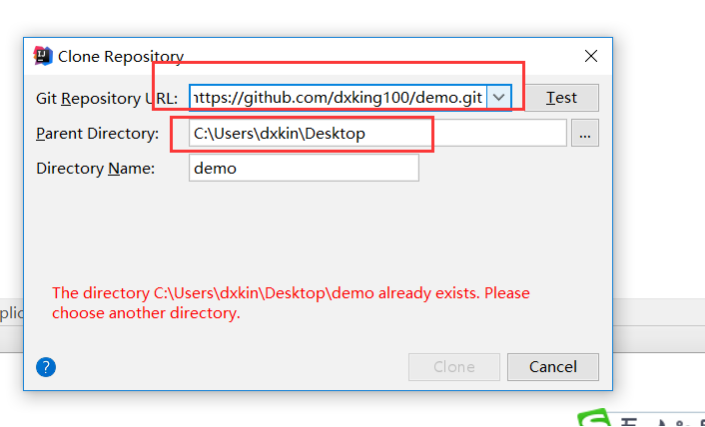 Clone Repository
Git Repository URL: https://github.com/dxking100/demo.git Test
Parent Directory: C:\Users\dxkin\Desktop ...
Directory Name: demo
The directory C:\Users\dxkin\Desktop\demo already exists. Please
choose another directory.
? Clone Cancel